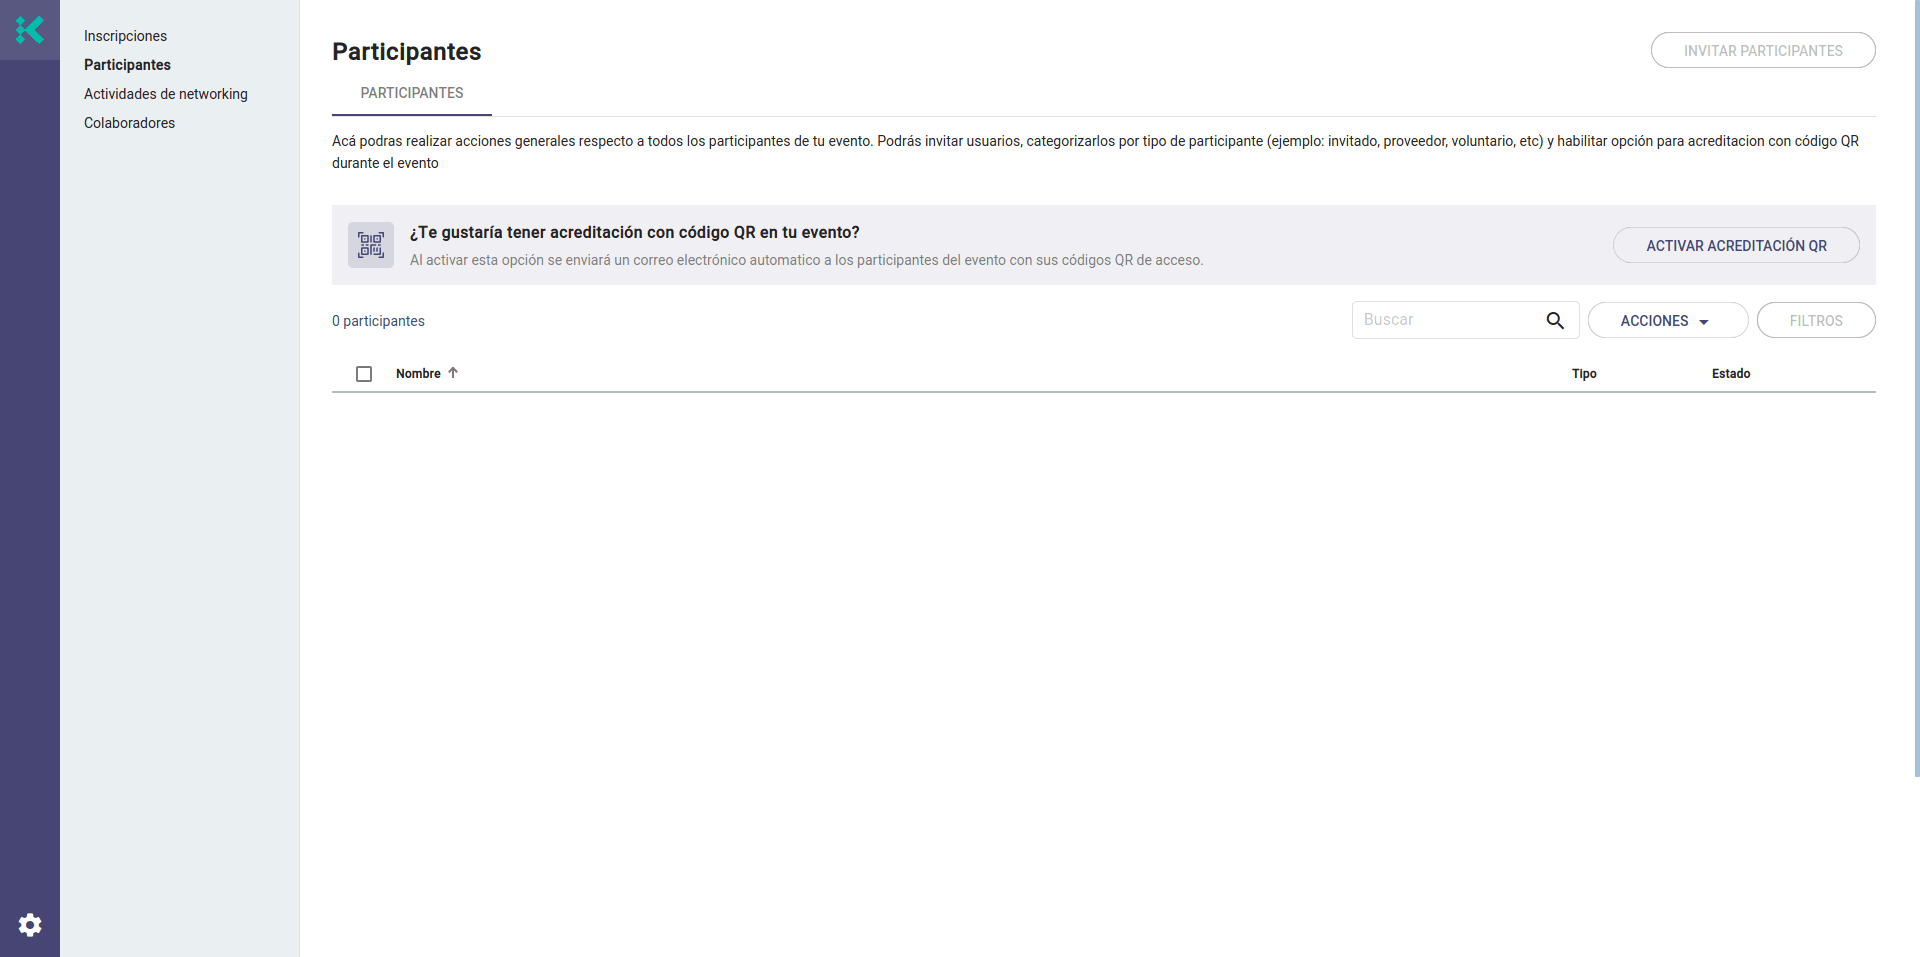 Inscripciones
Participantes
Actividades de networking
Colaboradores
Participantes
INVITAR PARTICIPANTES
PARTICIPANTES
Acá podras realizar acciones generales respecto a todos los participantes de tu evento. Podrás invitar usuarios, categorizarlos por tipo de participante (ejemplo: invitado, proveedor, voluntario, etc) y habilitar opción para acreditacion con código QR
durante el evento
¿Te gustaría tener acreditación con código QR en tu evento?
Al activar esta opción se enviará un correo electrónico automatico a los participantes del evento con sus códigos QR de acceso.
ACTIVAR ACREDITACIÓN QR
0 participantes
Buscar
ACCIONES
FILTROS
Nombre
Tipo
Estado